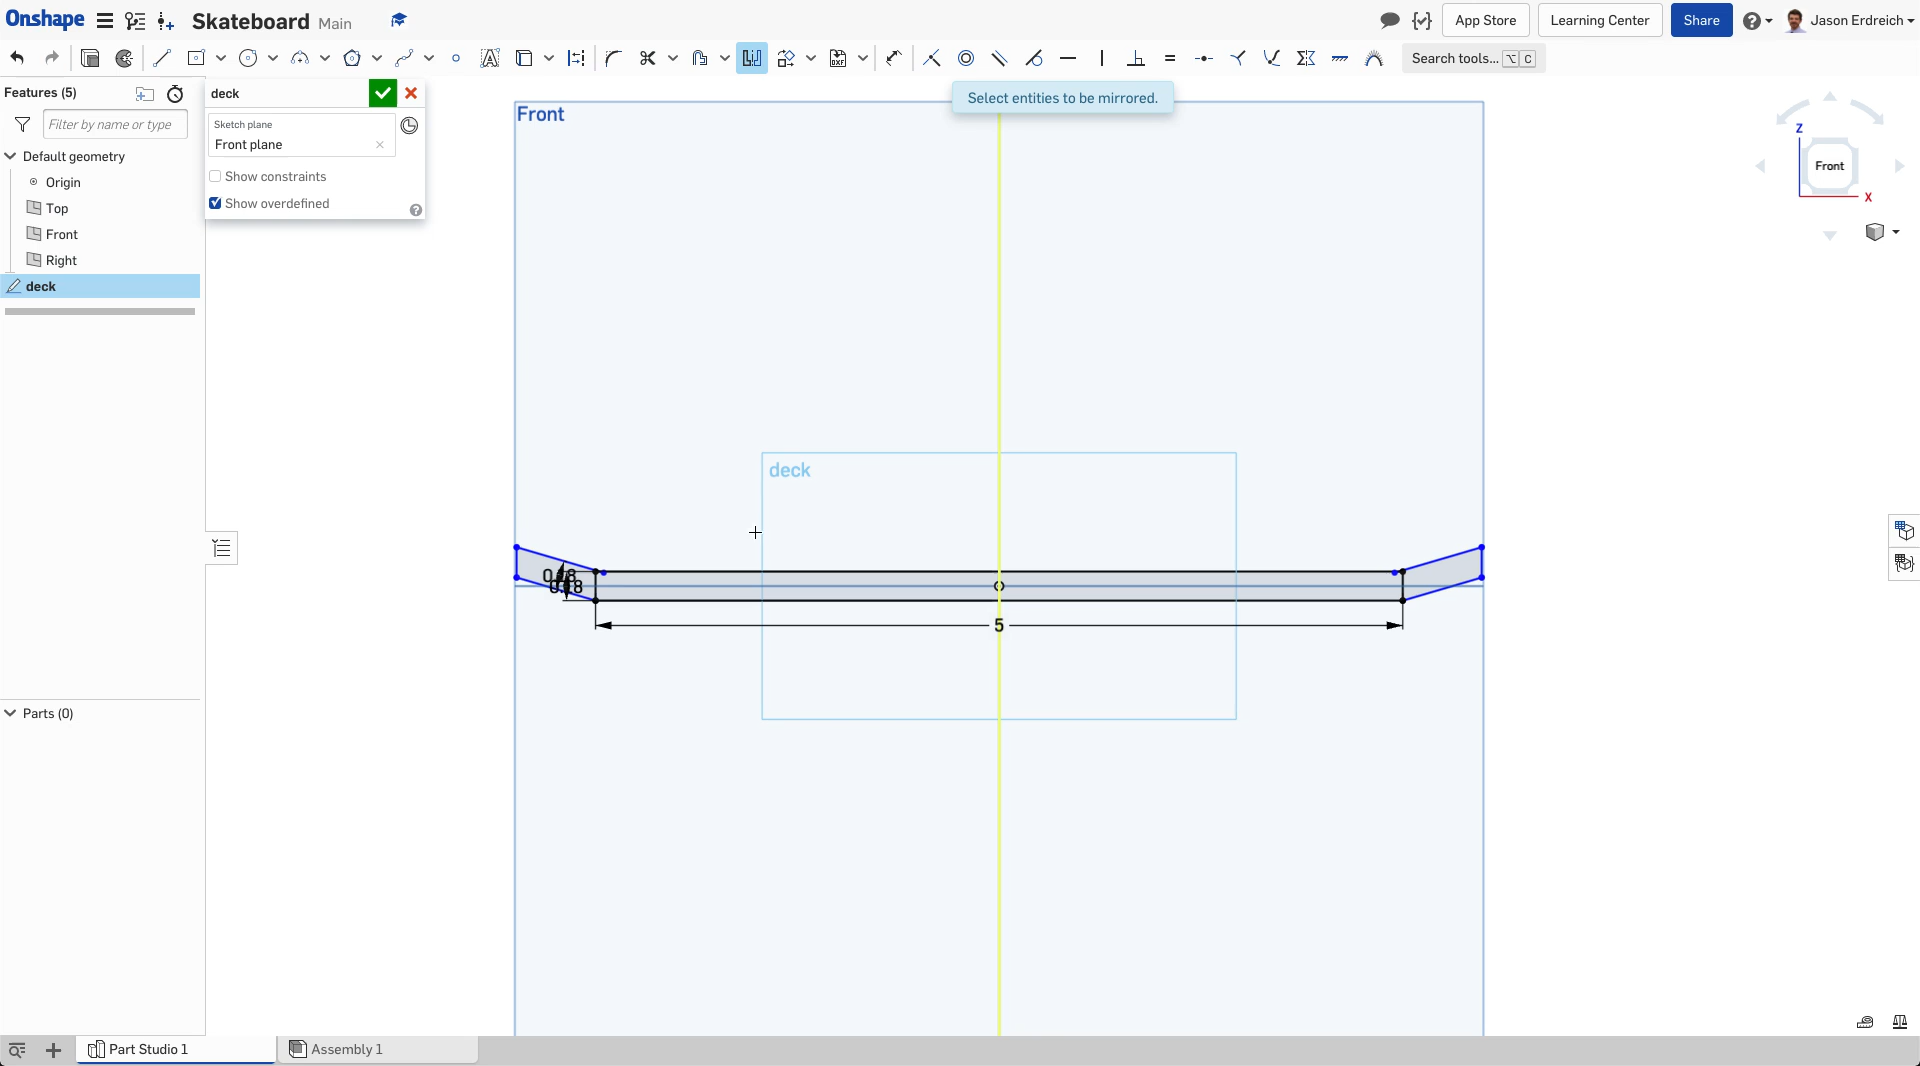 Onshape
Skateboard Main
App Store
Learning Center
Share
Jason Erdreich
Search tools... ⌥ C
Features (5)
Filter by name or type
Default geometry
Origin
Top
Front
Right
deck
deck
Sketch plane
Front plane
Show constraints
Show overdefined
Select entities to be mirrored.
Front
deck
5
Z
Front
X
Parts (0)
Part Studio 1
Assembly 1